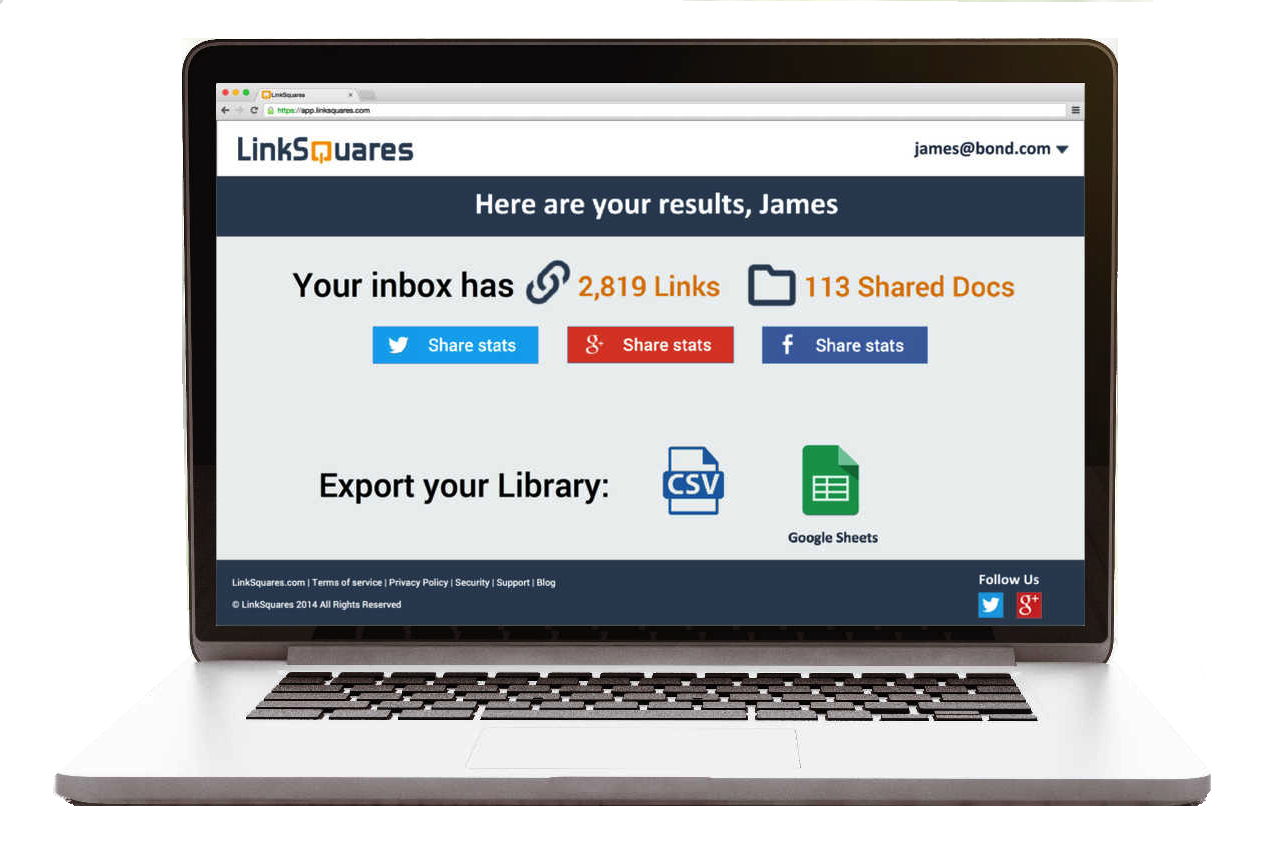 LinkSquares
https://app.linksquares.com
LinkSquares
james@bond.com
Here are your results, James
Your inbox has 2,819 Links 113 Shared Docs
Share stats Share stats Share stats
Export your Library: CSV
Google Sheets
LinkSquares.com | Terms of service | Privacy Policy | Security | Support | Blog
Follow Us
© LinkSquares 2014 All Rights Reserved